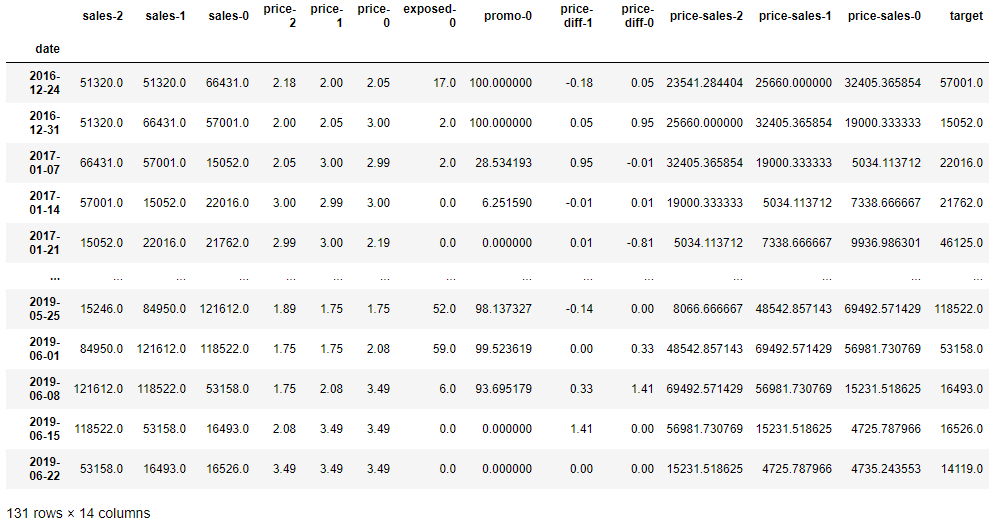 sales-2 sales-1 sales-0 price-2 price-1 price-0 exposed-0 promo-0 price-diff-1 price-diff-0 price-sales-2 price-sales-1 price-sales-0 target
date
2016-12-24 51320.0 51320.0 66431.0 2.18 2.00 2.05 17.0 100.000000 -0.18 0.05 23541.284404 25660.000000 32405.365854 57001.0
2016-12-31 51320.0 66431.0 57001.0 2.00 2.05 3.00 2.0 100.000000 0.05 0.95 25660.000000 32405.365854 19000.333333 15052.0
2017-01-07 66431.0 57001.0 15052.0 2.05 3.00 2.99 2.0 28.534193 0.95 -0.01 32405.365854 19000.333333 5034.113712 22016.0
2017-01-14 57001.0 15052.0 22016.0 3.00 2.99 3.00 0.0 6.251590 -0.01 0.01 19000.333333 5034.113712 7338.666667 21762.0
2017-01-21 15052.0 22016.0 21762.0 2.99 3.00 2.19 0.0 0.000000 0.01 -0.81 5034.113712 7338.666667 9936.986301 46125.0
... ... ... ... ... ... ... ... ... ... ... ... ... ... ...
2019-05-25 15246.0 84950.0 121612.0 1.89 1.75 1.75 52.0 98.137327 -0.14 0.00 8066.666667 48542.857143 69492.571429 118522.0
2019-06-01 84950.0 121612.0 118522.0 1.75 1.75 2.08 59.0 99.523619 0.00 0.33 48542.857143 69492.571429 56981.730769 53158.0
2019-06-08 121612.0 118522.0 53158.0 1.75 2.08 3.49 6.0 93.695179 0.33 1.41 69492.571429 56981.730769 15231.518625 16493.0
2019-06-15 118522.0 53158.0 16493.0 2.08 3.49 3.49 0.0 0.000000 1.41 0.00 56981.730769 15231.518625 4725.787966 16526.0
2019-06-22 53158.0 16493.0 16526.0 3.49 3.49 3.49 0.0 0.000000 0.00 0.00 15231.518625 4725.787966 4735.243553 14119.0
131 rows × 14 columns